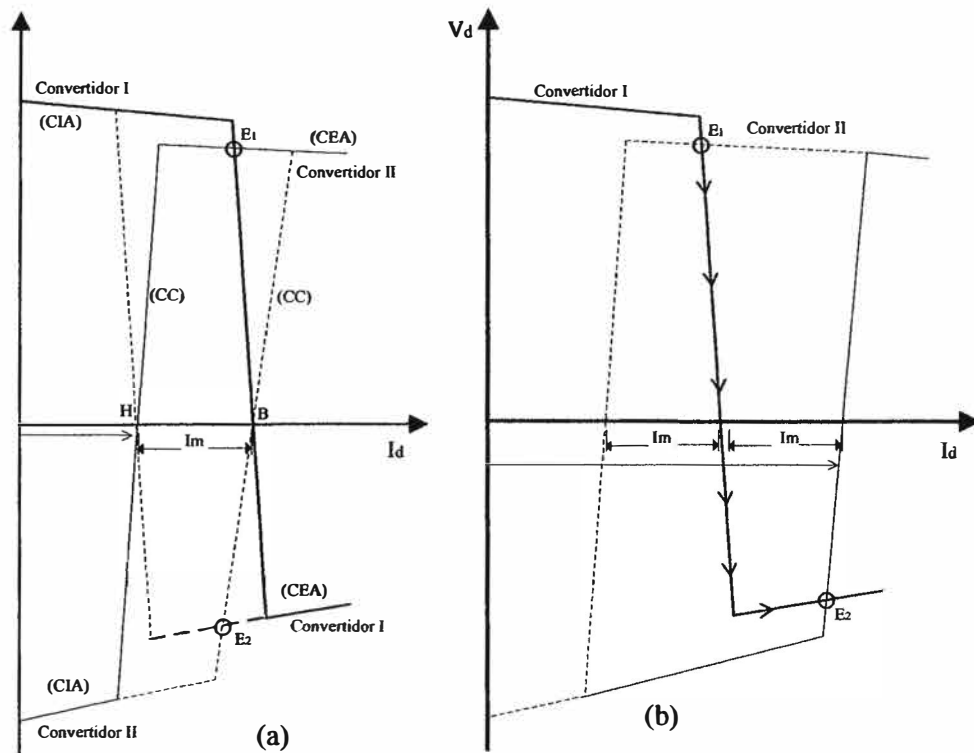 Convertidor I
(CIA)
E1
(CEA)
Convertidor II
(CC)
(CC)
H
B
Im
Id
(CEA)
Convertidor I
E2
(CIA)
Convertidor II
(a)
Vd
Convertidor I
E1
Convertidor II
Im
Im
Id
E2
(b)